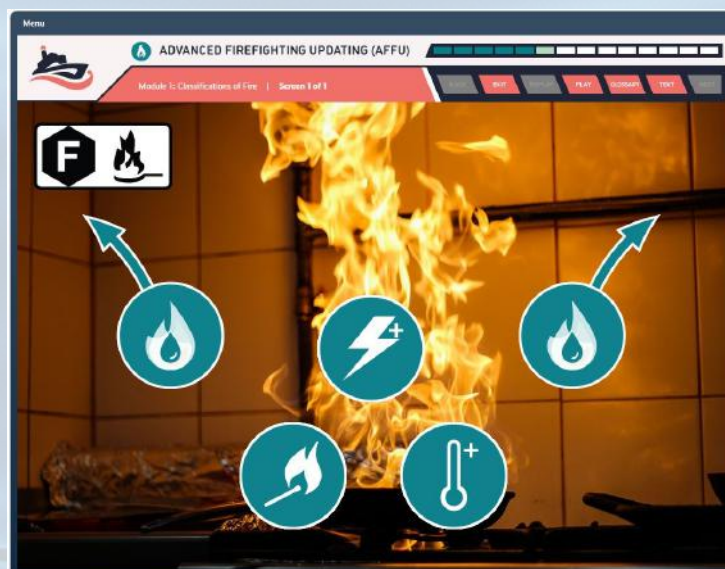 Menu
ADVANCED FIREFIGHTING UPDATING (AFFU)
Module 1: Classifications of Fire | Screen 1 of 1
EXIT
PLAY
GLOSSARY
TEXT
F